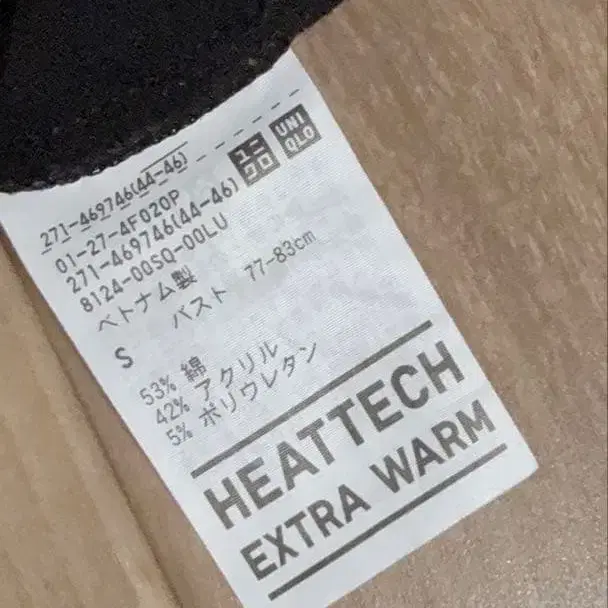 ユニクロ
UNIQLO
271-469746(44-46)
01-27-4F020P
271-469746(44-46)
8124-00SQ-00LU
ベトナム製
S バスト 77-83cm
53% 綿
42% アクリル
5% ポリウレタン
HEATTECH
EXTRA WARM